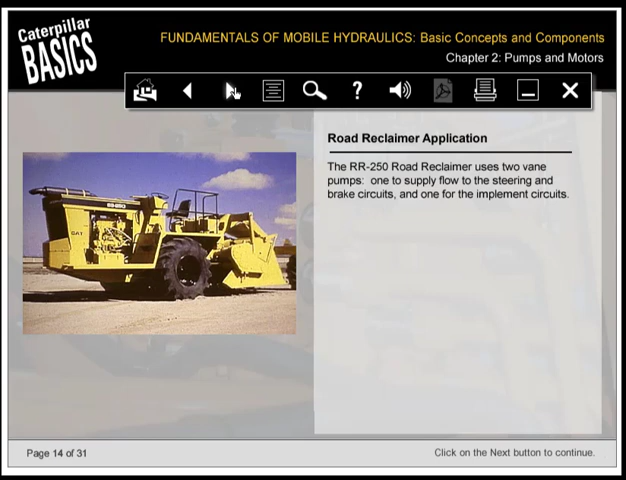 Caterpillar
BASICS
FUNDAMENTALS OF MOBILE HYDRAULICS: Basic Concepts and Components
Chapter 2: Pumps and Motors
?
Road Reclaimer Application
The RR-250 Road Reclaimer uses two vane
pumps: one to supply flow to the steering and
brake circuits, and one for the implement circuits.
CAT
Page 14 of 31
Click on the Next button to continue.